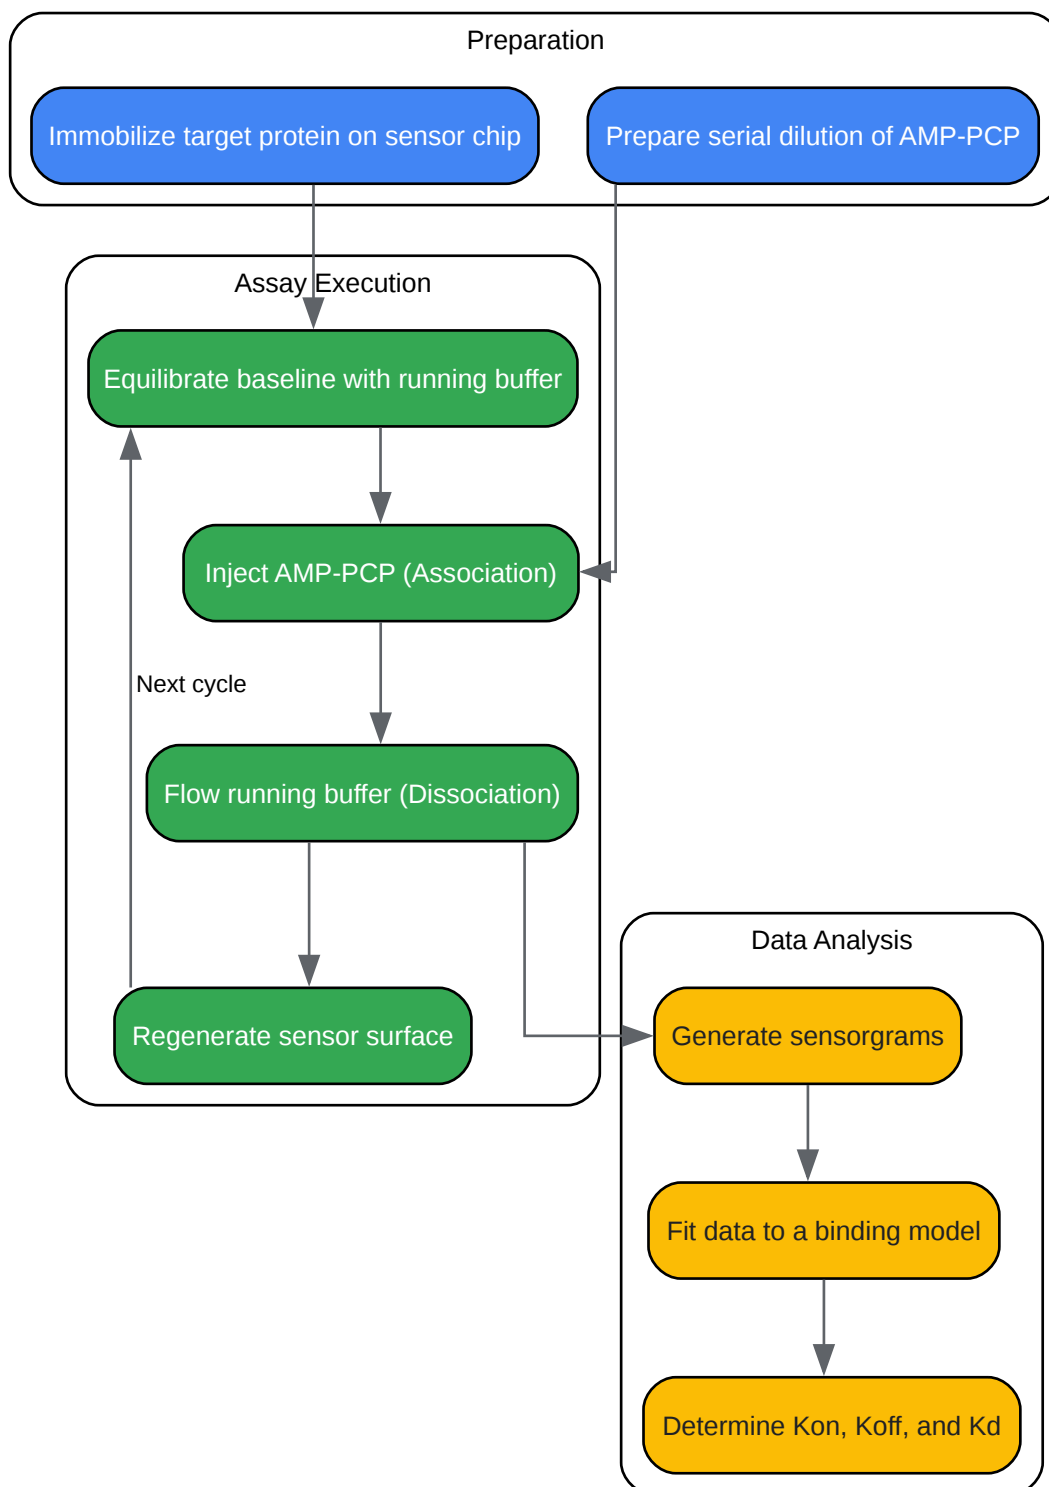 Preparation
Immobilize target protein on sensor chip
Prepare serial dilution of AMP-PCP
Assay Execution
Equilibrate baseline with running buffer
Inject AMP-PCP (Association)
Next cycle
Flow running buffer (Dissociation)
Regenerate sensor surface
Data Analysis
Generate sensorgrams
Fit data to a binding model
Determine Kon, Koff, and Kd